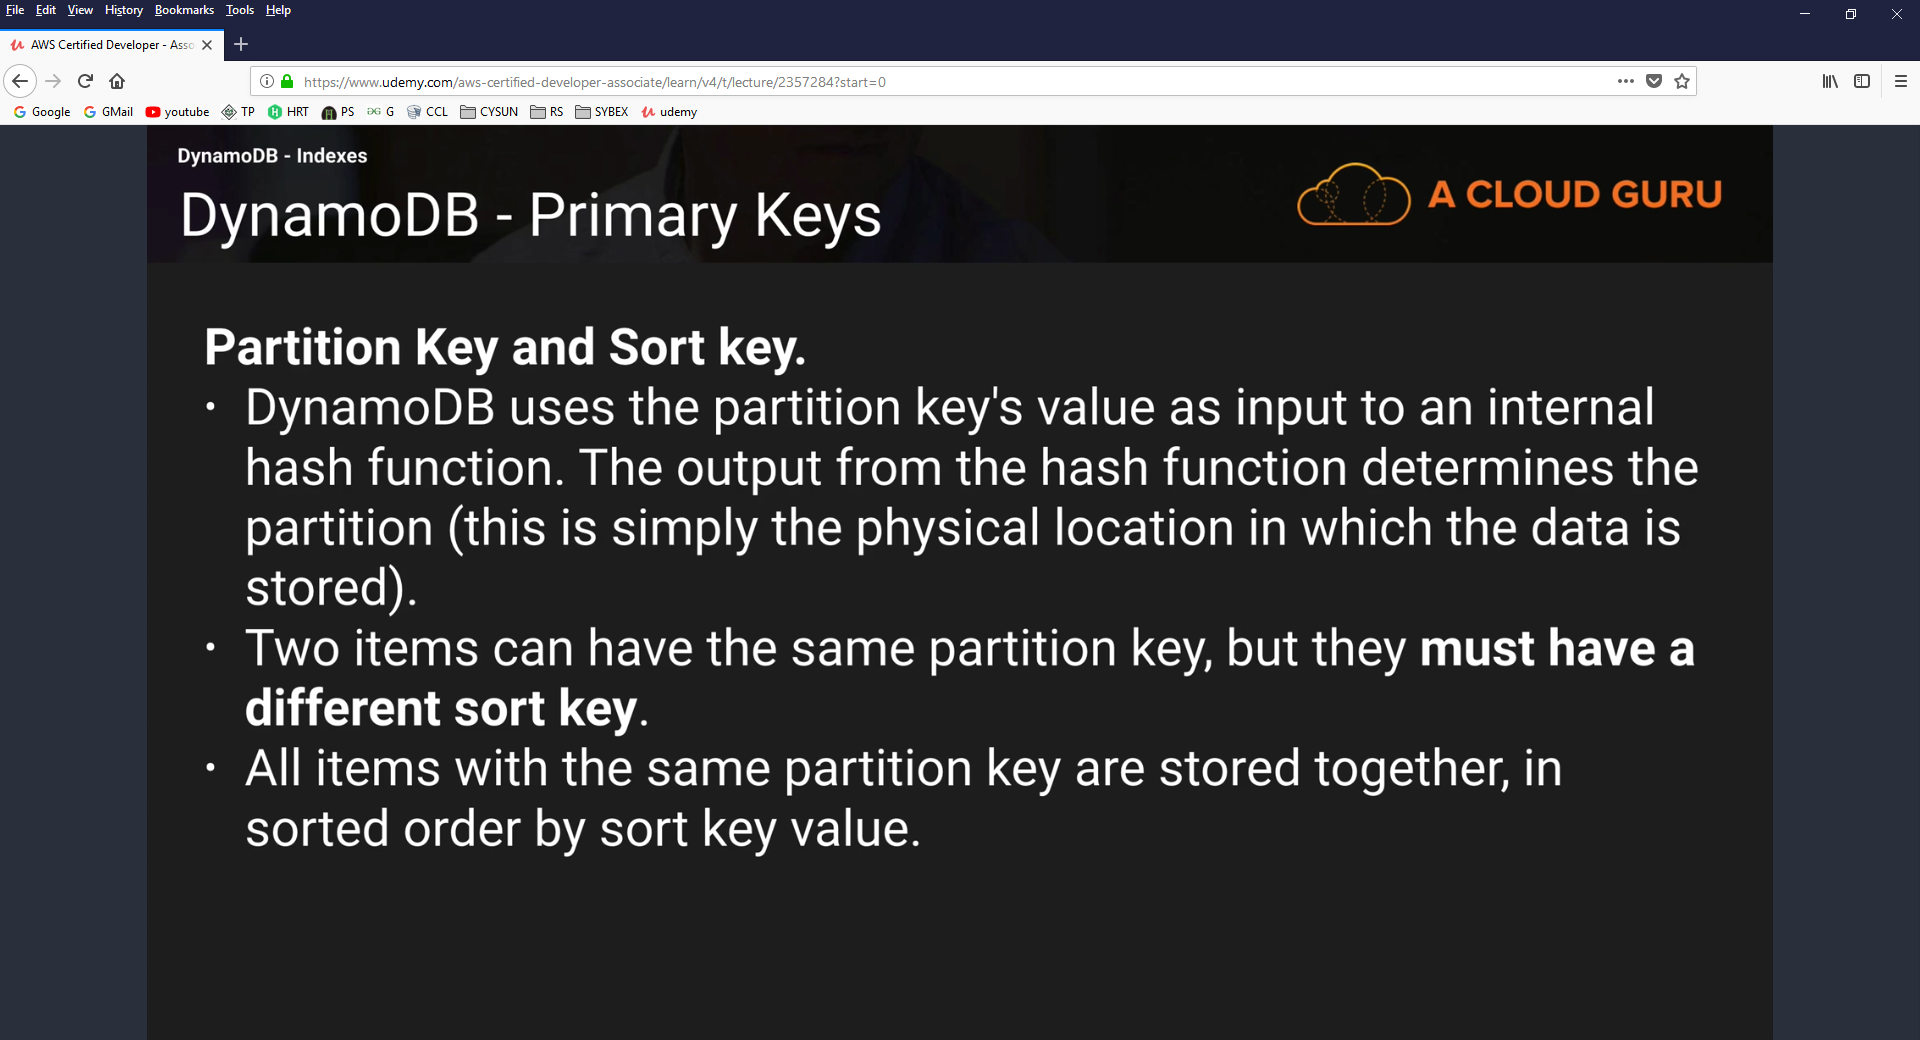 File Edit View History Bookmarks Tools Help
AWS Certified Developer - Asso
https://www.udemy.com/aws-certified-developer-associate/learn/v4/t/lecture/2357284?start=0
Google GMail youtube TP HRT PS G CCL CYSUN RS SYBEX udemy
DynamoDB - Indexes
DynamoDB - Primary Keys
A CLOUD GURU
Partition Key and Sort key.
• DynamoDB uses the partition key's value as input to an internal
hash function. The output from the hash function determines the
partition (this is simply the physical location in which the data is
stored).
• Two items can have the same partition key, but they must have a
different sort key.
• All items with the same partition key are stored together, in
sorted order by sort key value.